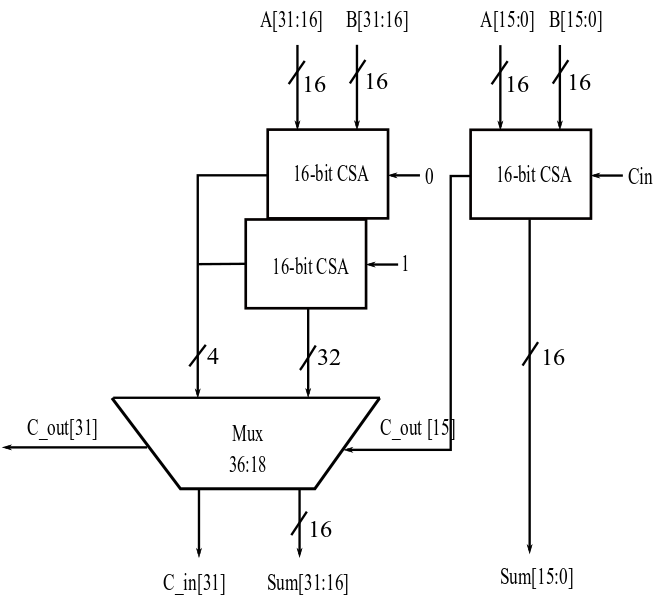 A[31:16] B[31:16] A[15:0] B[15:0]
16 16 16 16
16-bit CSA 0 16-bit CSA Cin
16-bit CSA 1
4 32 16
C_out[31] Mux C_out [15]
36:18
16
C_in[31] Sum[31:16] Sum[15:0]